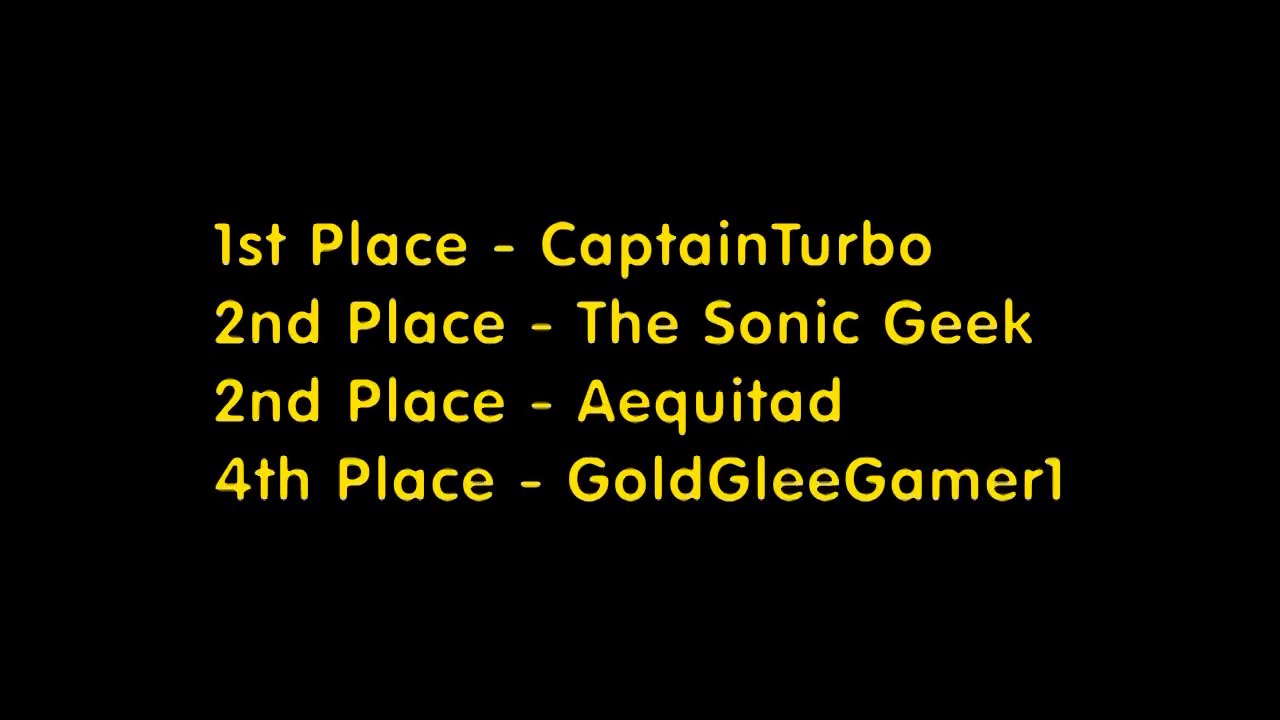 1st Place - CaptainTurbo
2nd Place - The Sonic Geek
2nd Place - Aequitad
4th Place - GoldGleeGamer1